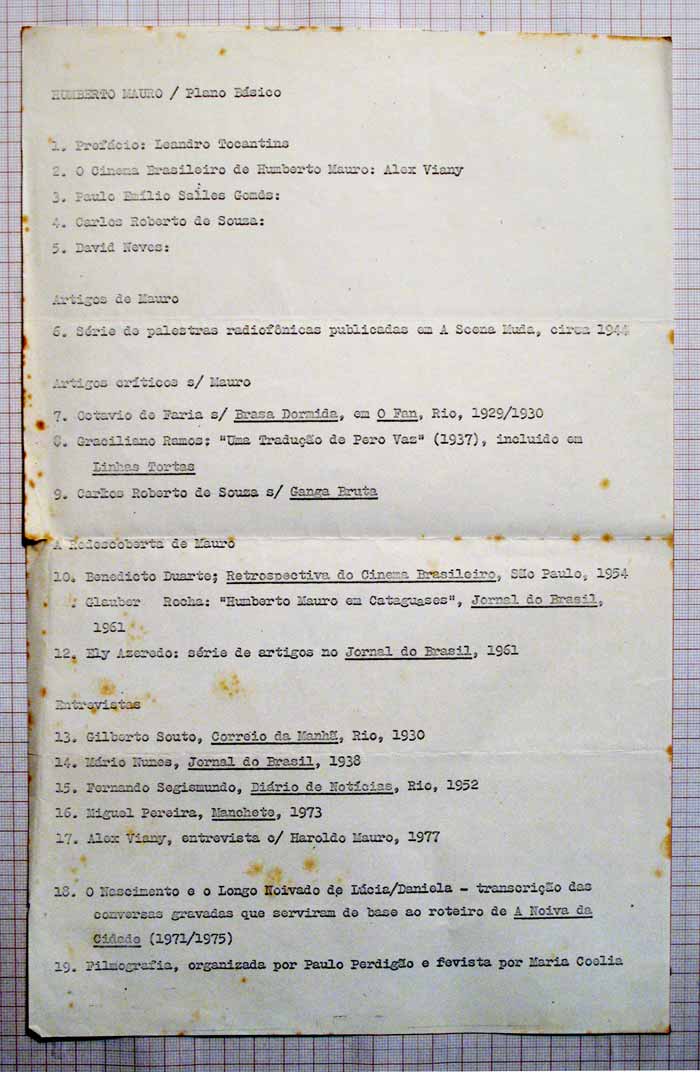 HUMBERTO MAURO / Plano Básico
1. Prefácio: Leandro Tocantins
2. O Cinema Brasileiro de Humberto Mauro: Alex Viany
3. Paulo Emílio Salles Gomes:
4. Carlos Roberto de Souza:
5. David Neves:
Artigos de Mauro
6. Série de palestras radiofônicas publicadas em A Scena Muda, circa 1944
Artigos críticos s/ Mauro
7. Octavio de Faria s/ Brasa Dormida, em O Fan, Rio, 1929/1930
8. Graciliano Ramos: "Uma Tradução de Pero Vaz" (1937), incluído em
Linhas Tortas
9. Carlos Roberto de Souza s/ Ganga Bruta
A Redescoberta de Mauro
10. Benedicto Duarte; Retrospectiva do Cinema Brasileiro, São Paulo, 1954
: Glauber Rocha: "Humberto Mauro em Cataguases", Jornal do Brasil,
1961
12. Ely Azeredo: série de artigos no Jornal do Brasil, 1961
Entrevistas
13. Gilberto Souto, Correio da Manhã, Rio, 1930
14. Mário Nunes, Jornal do Brasil, 1938
15. Fernando Segismundo, Diário de Notícias, Rio, 1952
16. Miguel Pereira, Manchete, 1973
17. Alex Viany, entrevista c/ Haroldo Mauro, 1977
18. O Nascimento e o Longo Noivado de Lúcia/Daniela - transcrição das
conversas gravadas que serviram de base ao roteiro de A Noiva da
Cidade (1971/1975)
19. Filmografia, organizada por Paulo Perdigão e fevista por Maria Coelia